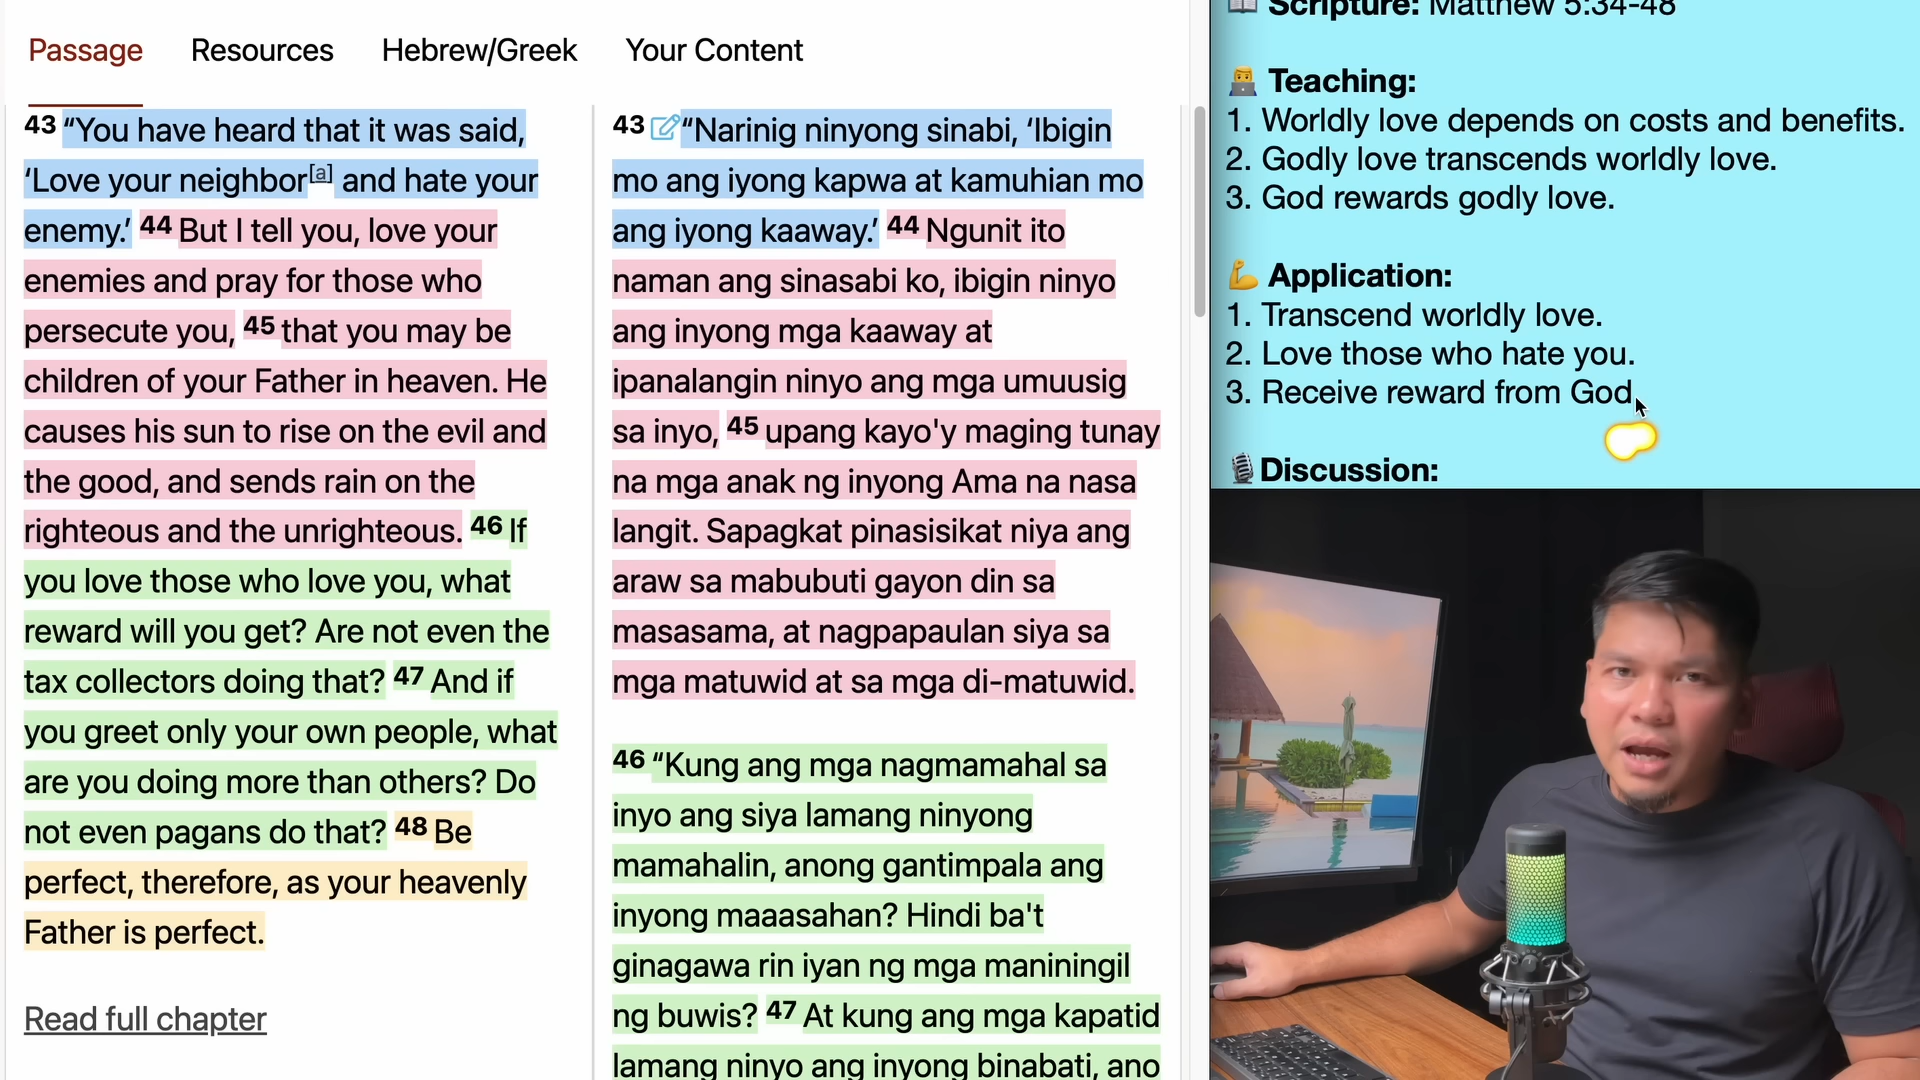 Passage Resources Hebrew/Greek Your Content
43 “You have heard that it was said,
‘Love your neighbor[a] and hate your
enemy.’ 44 But I tell you, love your
enemies and pray for those who
persecute you, 45 that you may be
children of your Father in heaven. He
causes his sun to rise on the evil and
the good, and sends rain on the
righteous and the unrighteous. 46 If
you love those who love you, what
reward will you get? Are not even the
tax collectors doing that? 47 And if
you greet only your own people, what
are you doing more than others? Do
not even pagans do that? 48 Be
perfect, therefore, as your heavenly
Father is perfect.
Read full chapter
43 “Narinig ninyong sinabi, ‘Ibigin
mo ang iyong kapwa at kamuhian mo
ang iyong kaaway.’ 44 Ngunit ito
naman ang sinasabi ko, ibigin ninyo
ang inyong mga kaaway at
ipanalangin ninyo ang mga umuusig
sa inyo, 45 upang kayo'y maging tunay
na mga anak ng inyong Ama na nasa
langit. Sapagkat pinasisikat niya ang
araw sa mabubuti gayon din sa
masasama, at nagpapaulan siya sa
mga matuwid at sa mga di-matuwid.
46 “Kung ang mga nagmamahal sa
inyo ang siya lamang ninyong
mamahalin, anong gantimpala ang
inyong maaasahan? Hindi ba't
ginagawa rin iyan ng mga maniningil
ng buwis? 47 At kung ang mga kapatid
lamang ninyo ang inyong binabati, ano
Scripture: Matthew 5:34-48
Teaching:
1. Worldly love depends on costs and benefits.
2. Godly love transcends worldly love.
3. God rewards godly love.
Application:
1. Transcend worldly love.
2. Love those who hate you.
3. Receive reward from God.
Discussion: